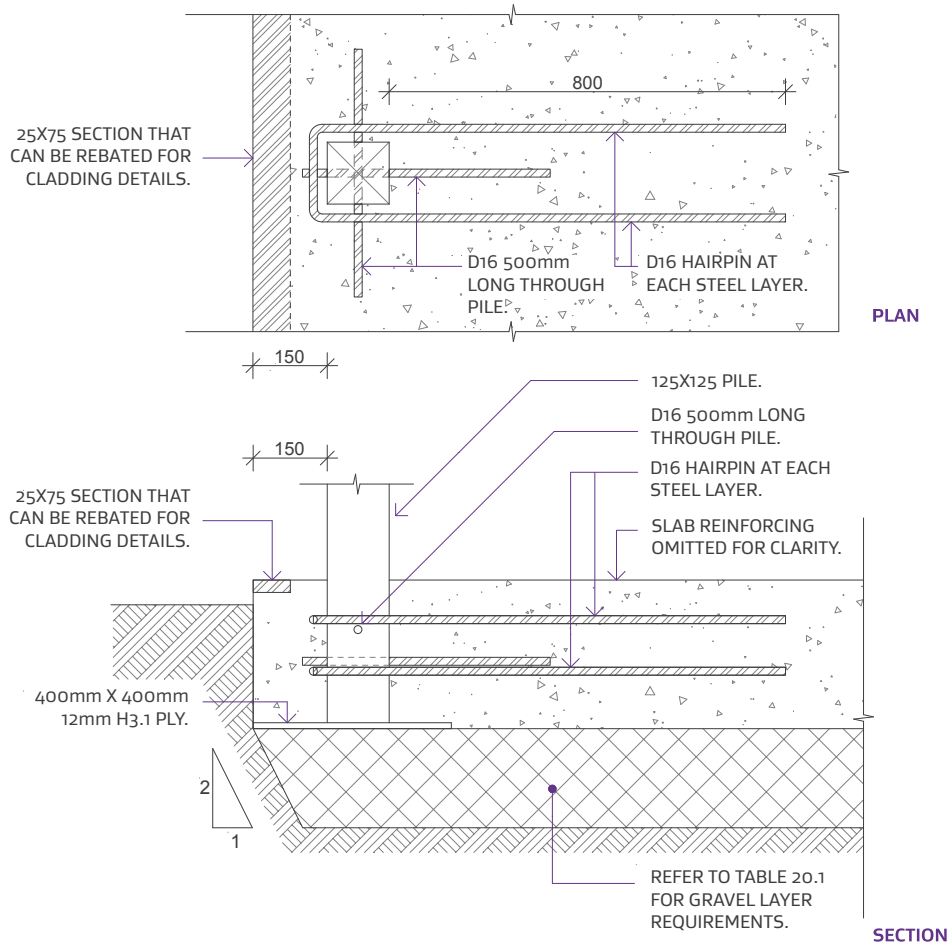 800
25X75 SECTION THAT
CAN BE REBATED FOR
CLADDING DETAILS.
D16 500mm
LONG THROUGH
PILE.
D16 HAIRPIN AT
EACH STEEL LAYER.
PLAN
150
125X125 PILE.
D16 500mm LONG
THROUGH PILE.
150
D16 HAIRPIN AT EACH
STEEL LAYER.
25X75 SECTION THAT
CAN BE REBATED FOR
CLADDING DETAILS.
SLAB REINFORCING
OMITTED FOR CLARITY.
400mm X 400mm
12mm H3.1 PLY.
2
1
REFER TO TABLE 20.1
FOR GRAVEL LAYER
REQUIREMENTS.
SECTION